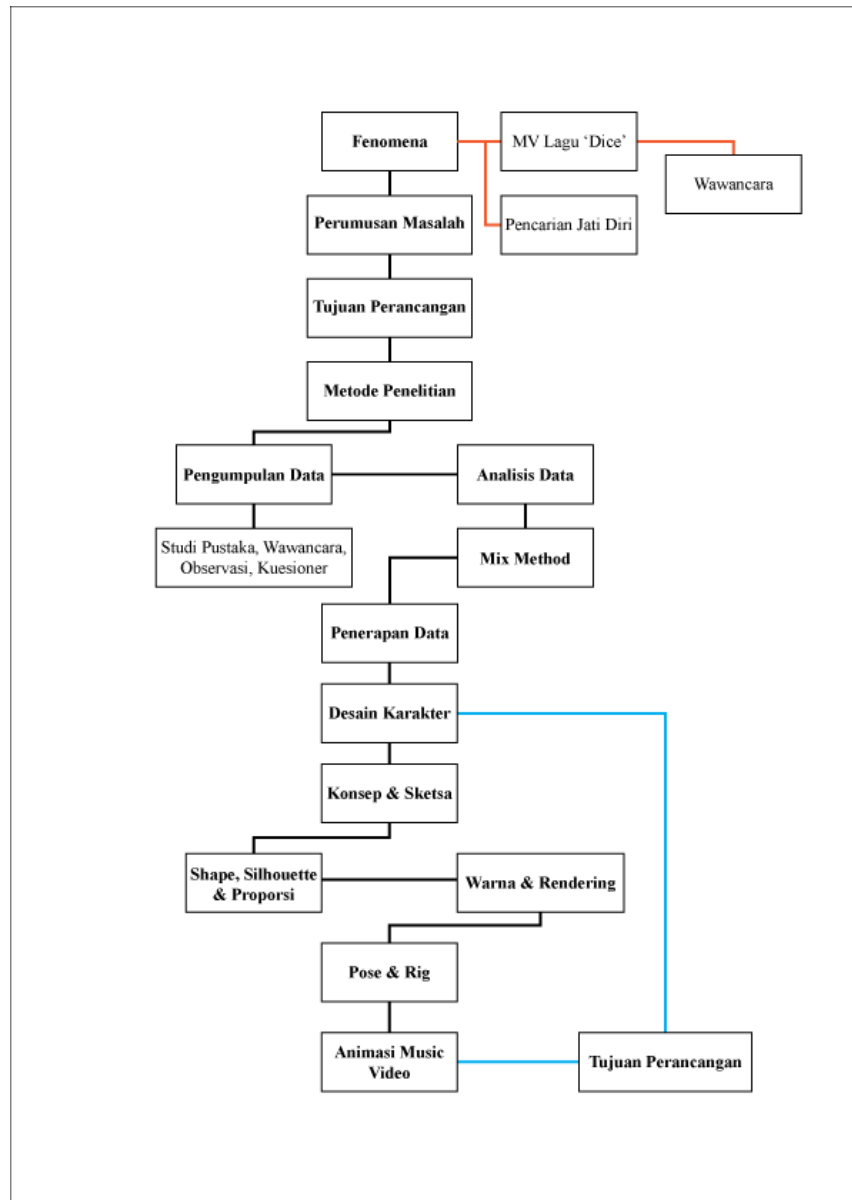 Fenomena
MV Lagu ‘Dice’
Wawancara
Perumusan Masalah
Pencarian Jati Diri
Tujuan Perancangan
Metode Penelitian
Pengumpulan Data
Analisis Data
Studi Pustaka, Wawancara,
Observasi, Kuesioner
Mix Method
Penerapan Data
Desain Karakter
Konsep & Sketsa
Shape, Silhouette
& Proporsi
Warna & Rendering
Pose & Rig
Animasi Music
Video
Tujuan Perancangan